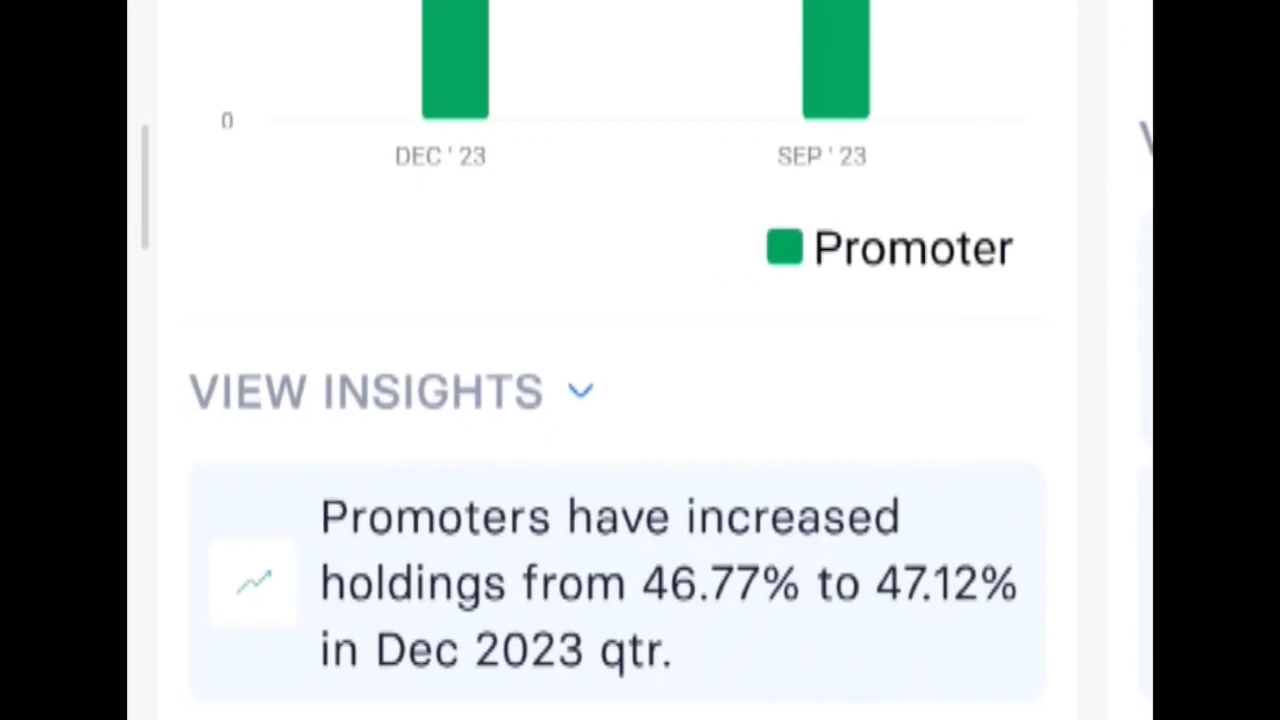 0
DEC ' 23
SEP ' 23
Promoter
VIEW INSIGHTS
Promoters have increased
holdings from 46.77% to 47.12%
in Dec 2023 qtr.